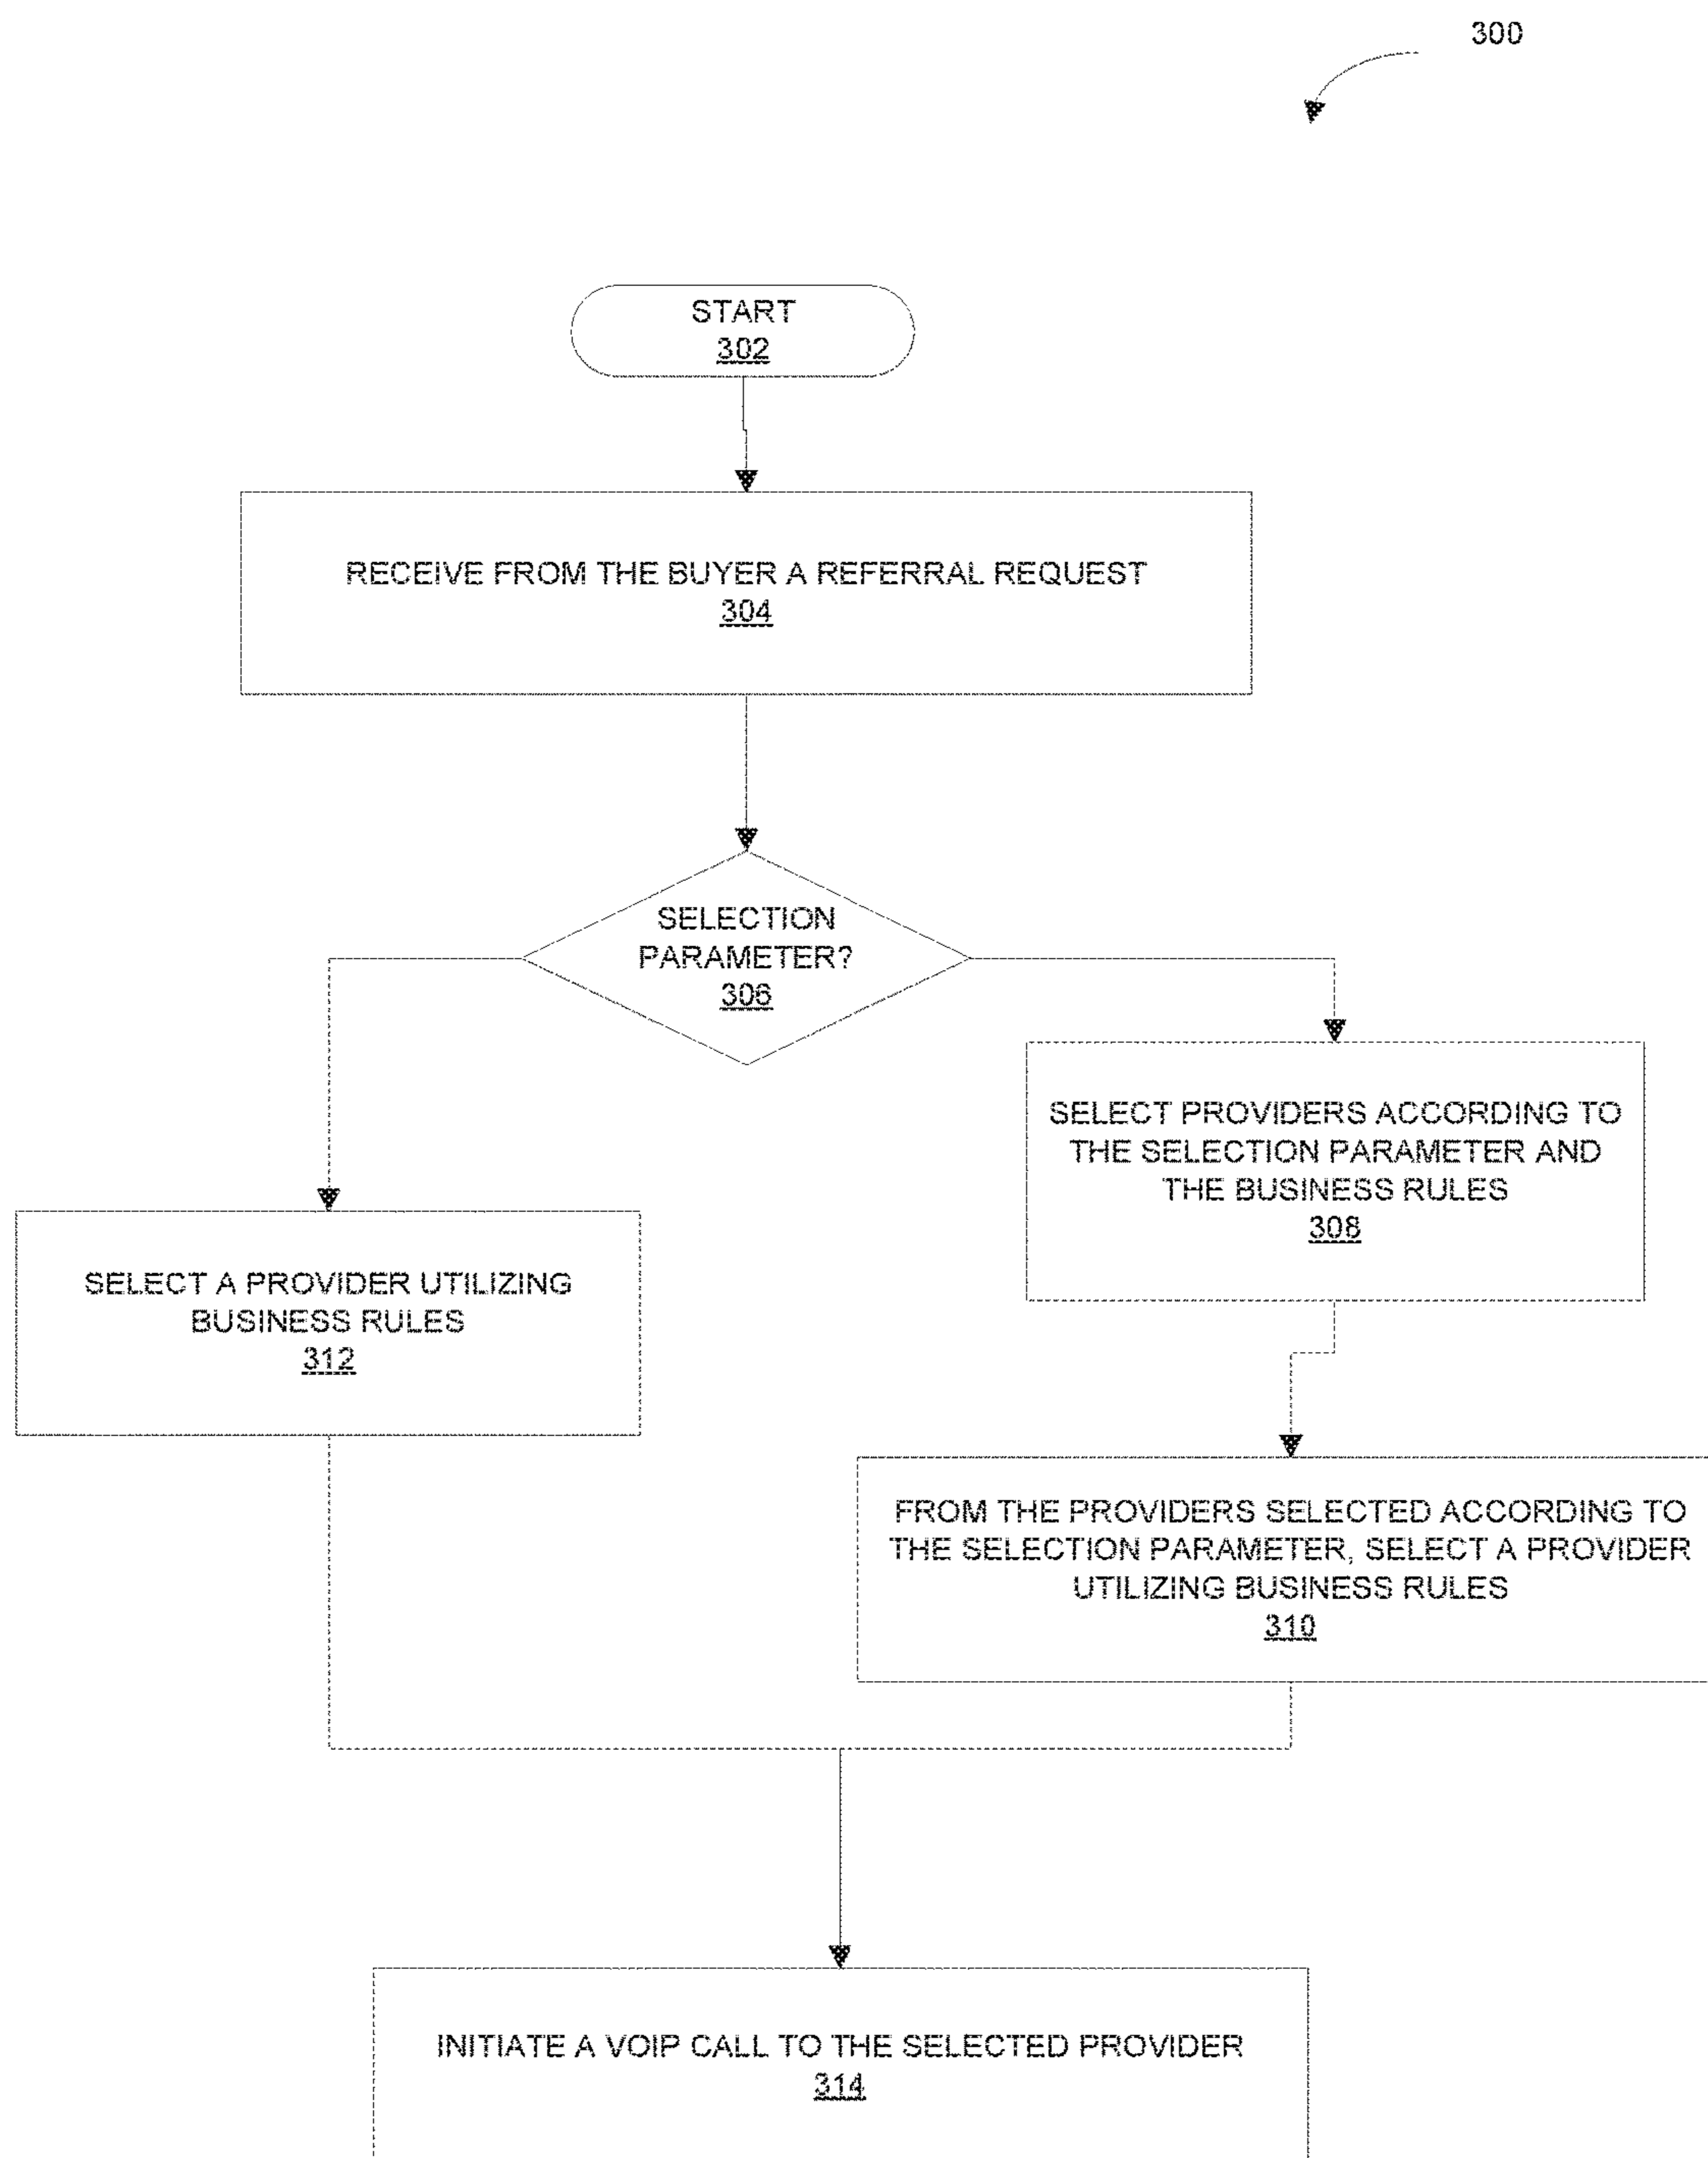 300
START
302
RECEIVE FROM THE BUYER A REFERRAL REQUEST
304
SELECTION
PARAMETER?
306
SELECT PROVIDERS ACCORDING TO
THE SELECTION PARAMETER AND
THE BUSINESS RULES
308
SELECT A PROVIDER UTILIZING
BUSINESS RULES
312
FROM THE PROVIDERS SELECTED ACCORDING TO
THE SELECTION PARAMETER, SELECT A PROVIDER
UTILIZING BUSINESS RULES
310
INITIATE A VOIP CALL TO THE SELECTED PROVIDER
314